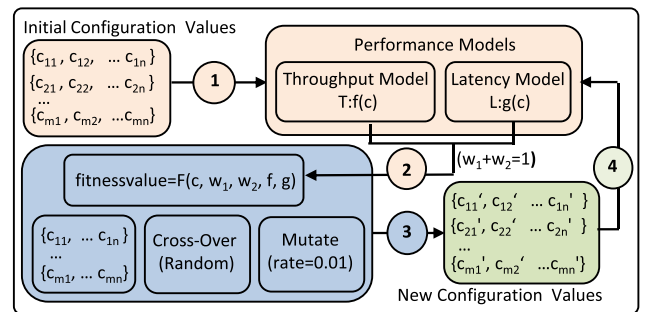 Initial Configuration Values
{c11, c12, ... c1n}
{c21, c22, ... c2n}
...
{cm1, cm2, ...cmn}
1
Performance Models
Throughput Model
T:f(c)
Latency Model
L:g(c)
(w1+w2=1)
2
fitnessvalue=F(c, w1, w2, f, g)
{c11, ... c1n}
...
{cm1, ... cmn}
Cross-Over
(Random)
Mutate
(rate=0.01)
3
{c11‘, c12‘ ... c1n' }
{c21', c22‘ ... c2n' }
...
{cm1', cm2‘ ...cmn' }
New Configuration Values
4